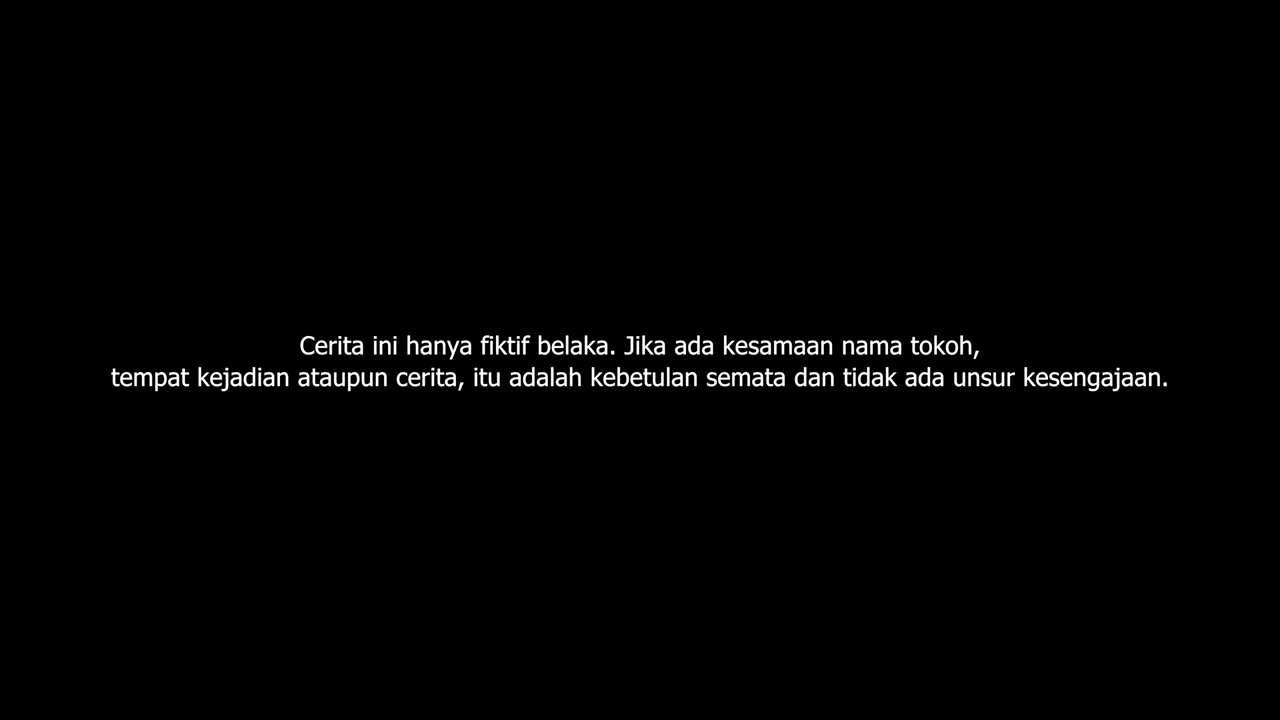 Cerita ini hanya fiktif belaka. Jika ada kesamaan nama tokoh,
tempat kejadian ataupun cerita, itu adalah kebetulan semata dan tidak ada unsur kesengajaan.